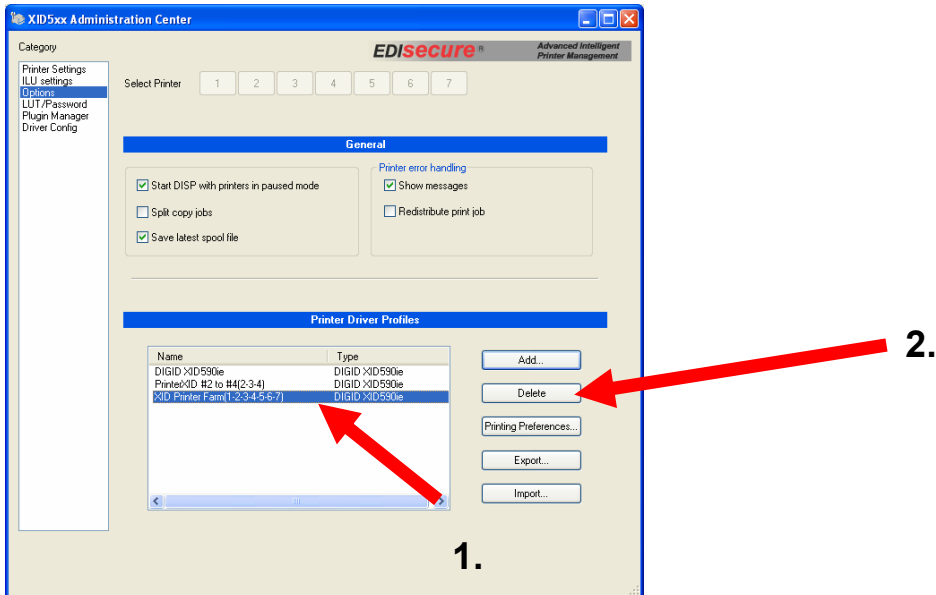 XID5xx Administration Center
Category
EDIsecure ® Advanced Intelligent
Printer Management
Printer Settings
ILU settings
Options
LUT/Password
Plugin Manager
Driver Config
Select Printer 1 2 3 4 5 6 7
General
Start DISP with printers in paused mode
Split copy jobs
Save latest spool file
Printer error handling
Show messages
Redistribute print job
Printer Driver Profiles
Name Type
DIGID XID590ie DIGID XID590ie
PrinterXID #2 to #4(2-3-4) DIGID XID590ie
XID Printer Farm(1-2-3-4-5-6-7) DIGID XID590ie
Add...
Delete
Printing Preferences...
Export...
Import...
1.
2.